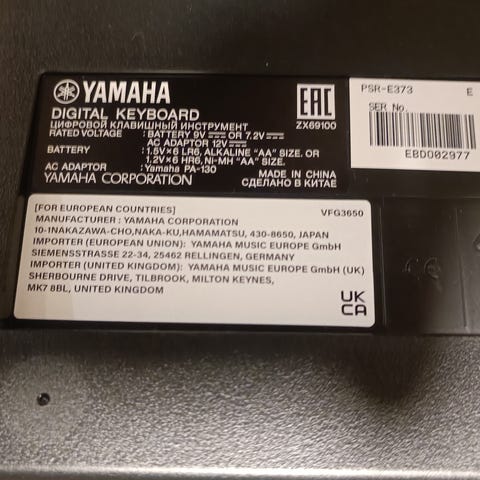 YAMAHA
DIGITAL KEYBOARD
ЦИФРОВОЙ КЛАВИШНЫЙ ИНСТРУМЕНТ
RATED VOLTAGE : BATTERY 9V OR 7.2V
AC ADAPTOR 12V
BATTERY : 1.5V×6 LR6, ALKALINE "AA" SIZE. OR
1.2V×6 HR6, Ni-MH "AA" SIZE.
AC ADAPTOR :Yamaha PA-130
YAMAHA CORPORATION
EAC
ZX69100
MADE IN CHINA
СДЕЛАНО В КИТАЕ
PSR-E373 E
SER No.
EBDO02977
[FOR EUROPEAN COUNTRIES] VFG3650
MANUFACTURER : YAMAHA CORPORATION
10-1NAKAZAWA-CHO,NAKA-KU,HAMAMATSU, 430-8650, JAPAN
IMPORTER (EUROPEAN UNION): YAMAHA MUSIC EUROPE GmbH
SIEMENSSTRASSE 22-34, 25462 RELLINGEN, GERMANY
IMPORTER (UNITED KINGDOM): YAMAHA MUSIC EUROPE GmbH (UK)
SHERBOURNE DRIVE, TILBROOK, MILTON KEYNES,
MK7 8BL, UNITED KINGDOM
UK
CA
CE